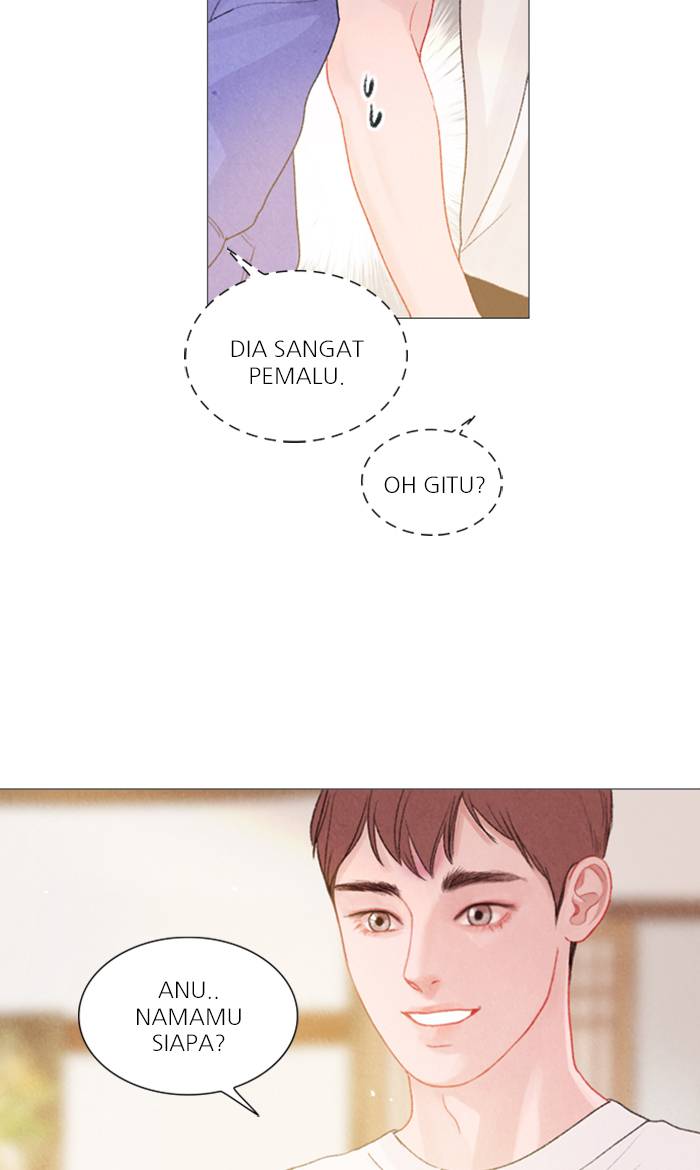 DIA SANGAT
PEMALU.
OH GITU?
ANU..
NAMAMU
SIAPA?